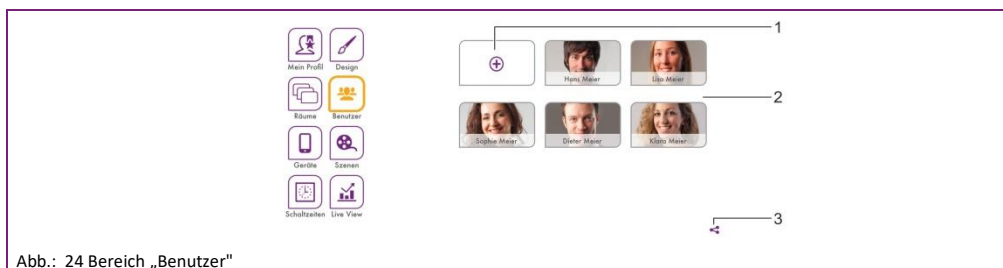 1
Mein Profil Design
Hans Meier Lisa Meier
2
Räume Benutzer
Sophie Meier Dieter Meier Klara Meier
Geräte Szenen
Schaltzeiten Live View
3
Abb.: 24 Bereich „Benutzer"